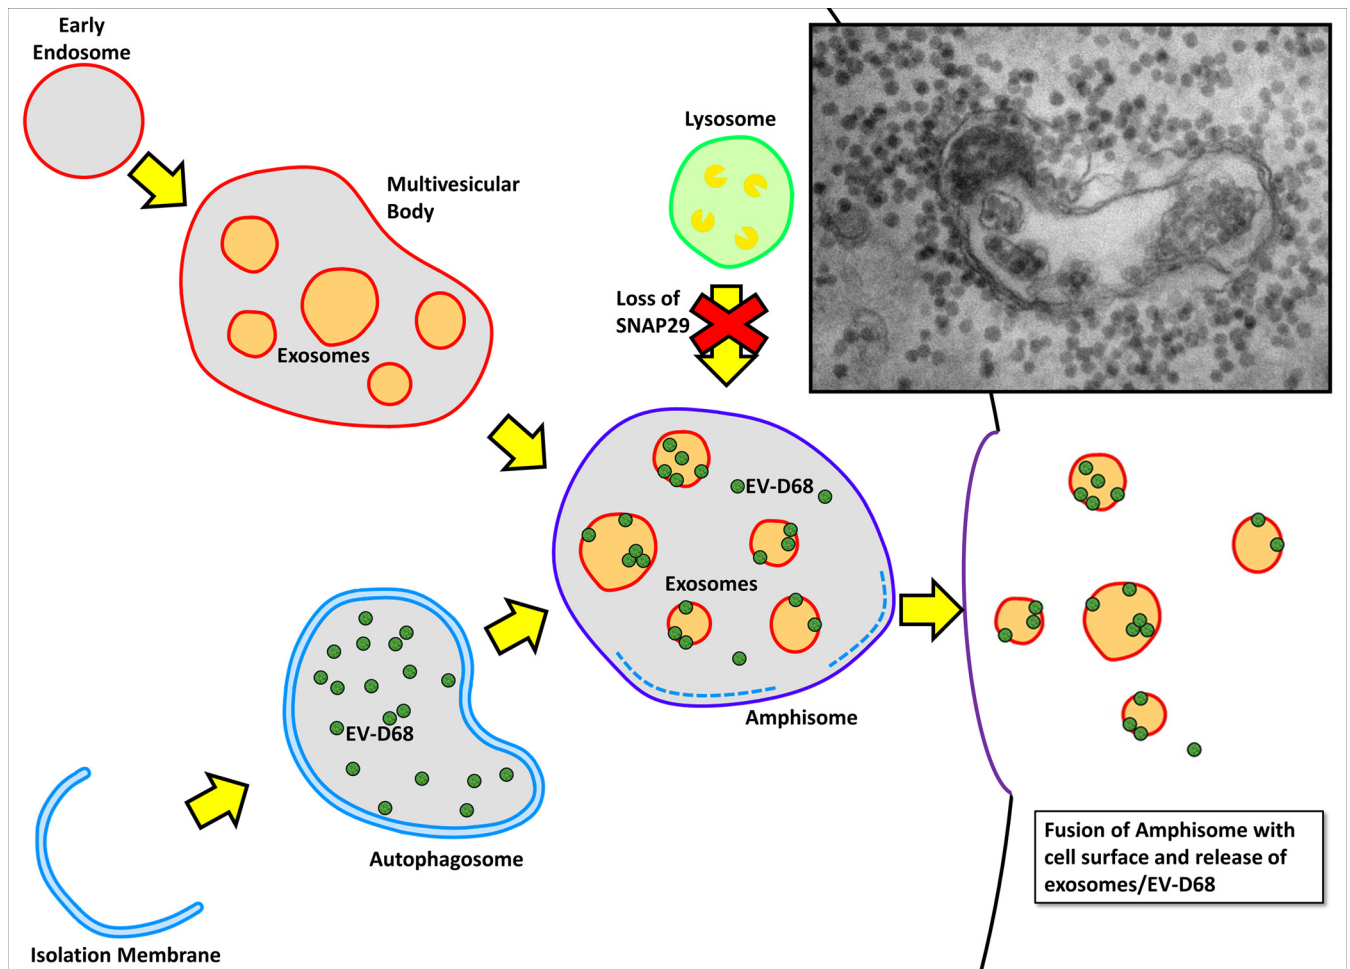 Early
Endosome
Multivesicular
Body
Exosomes
Lysosome
Loss of
SNAP29
EV-D68
Exosomes
Amphisome
EV-D68
Autophagosome
Isolation Membrane
Fusion of Amphisome with
cell surface and release of
exosomes/EV-D68